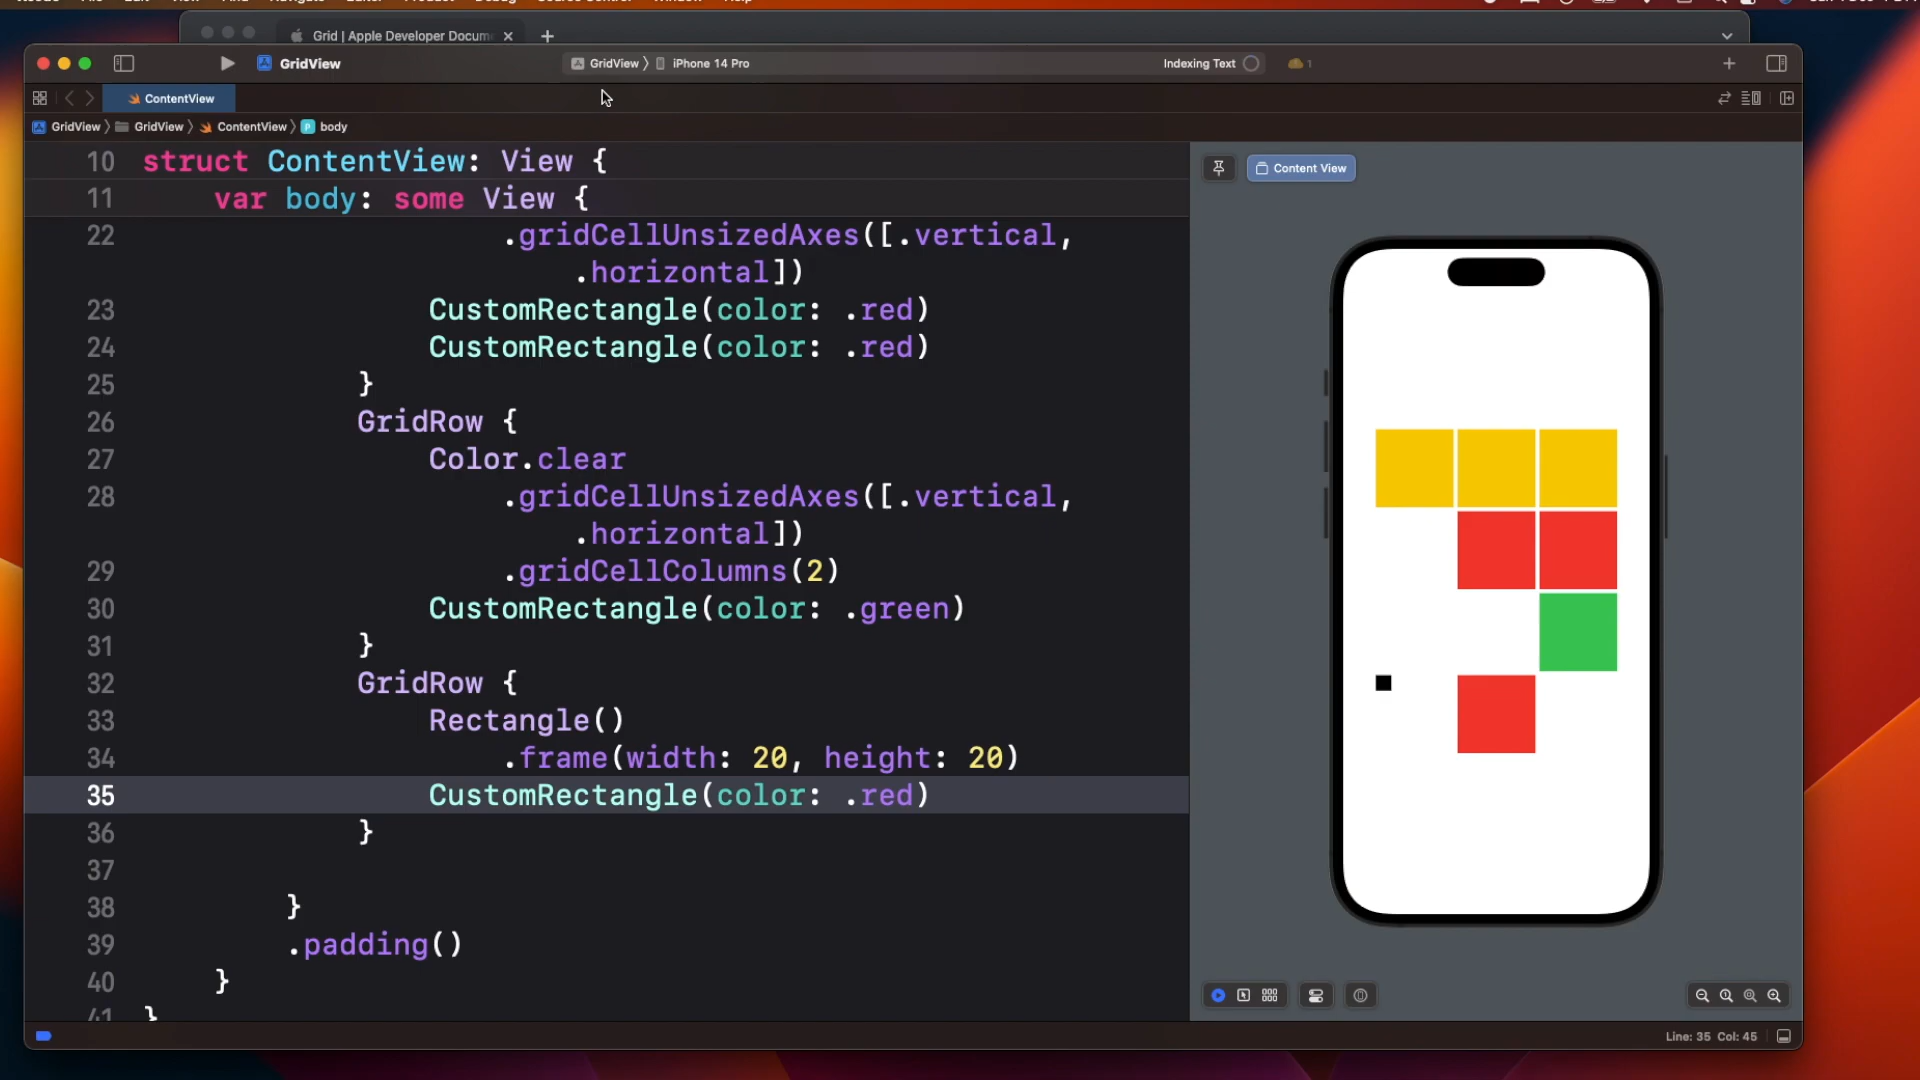 Grid | Apple Developer Docum
GridView
GridView 〉 iPhone 14 Pro
Indexing Text
1
ContentView
GridView 〉 GridView 〉 ContentView 〉 P body
10 struct ContentView: View {
11 var body: some View {
22 .gridCellUnsizedAxes([.vertical,
.horizontal])
23 CustomRectangle(color: .red)
24 CustomRectangle(color: .red)
25 }
26 GridRow {
27 Color.clear
28 .gridCellUnsizedAxes([.vertical,
.horizontal])
29 .gridCellColumns(2)
30 CustomRectangle(color: .green)
31 }
32 GridRow {
33 Rectangle()
34 .frame(width: 20, height: 20)
35 CustomRectangle(color: .red)
36 }
37
38 }
39 .padding()
40 }
41 }
Content View
Line: 35 Col: 45